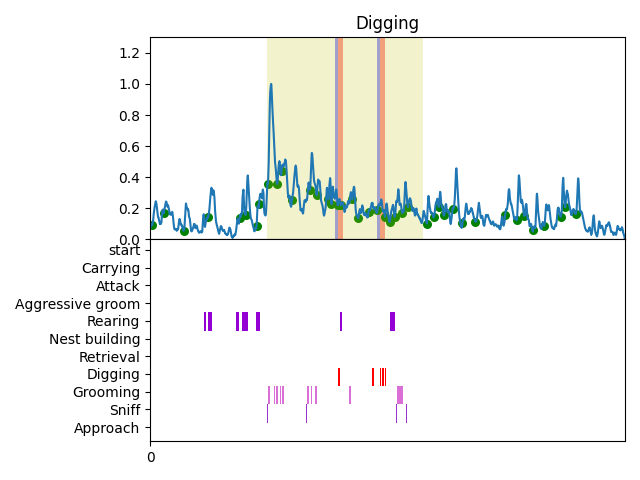 Digging
1.2
1.0
0.8
0.6
0.4
0.2
0.0
start
Carrying
Attack
Aggressive groom
Rearing
Nest building
Retrieval
Digging
Grooming
Sniff
Approach
0